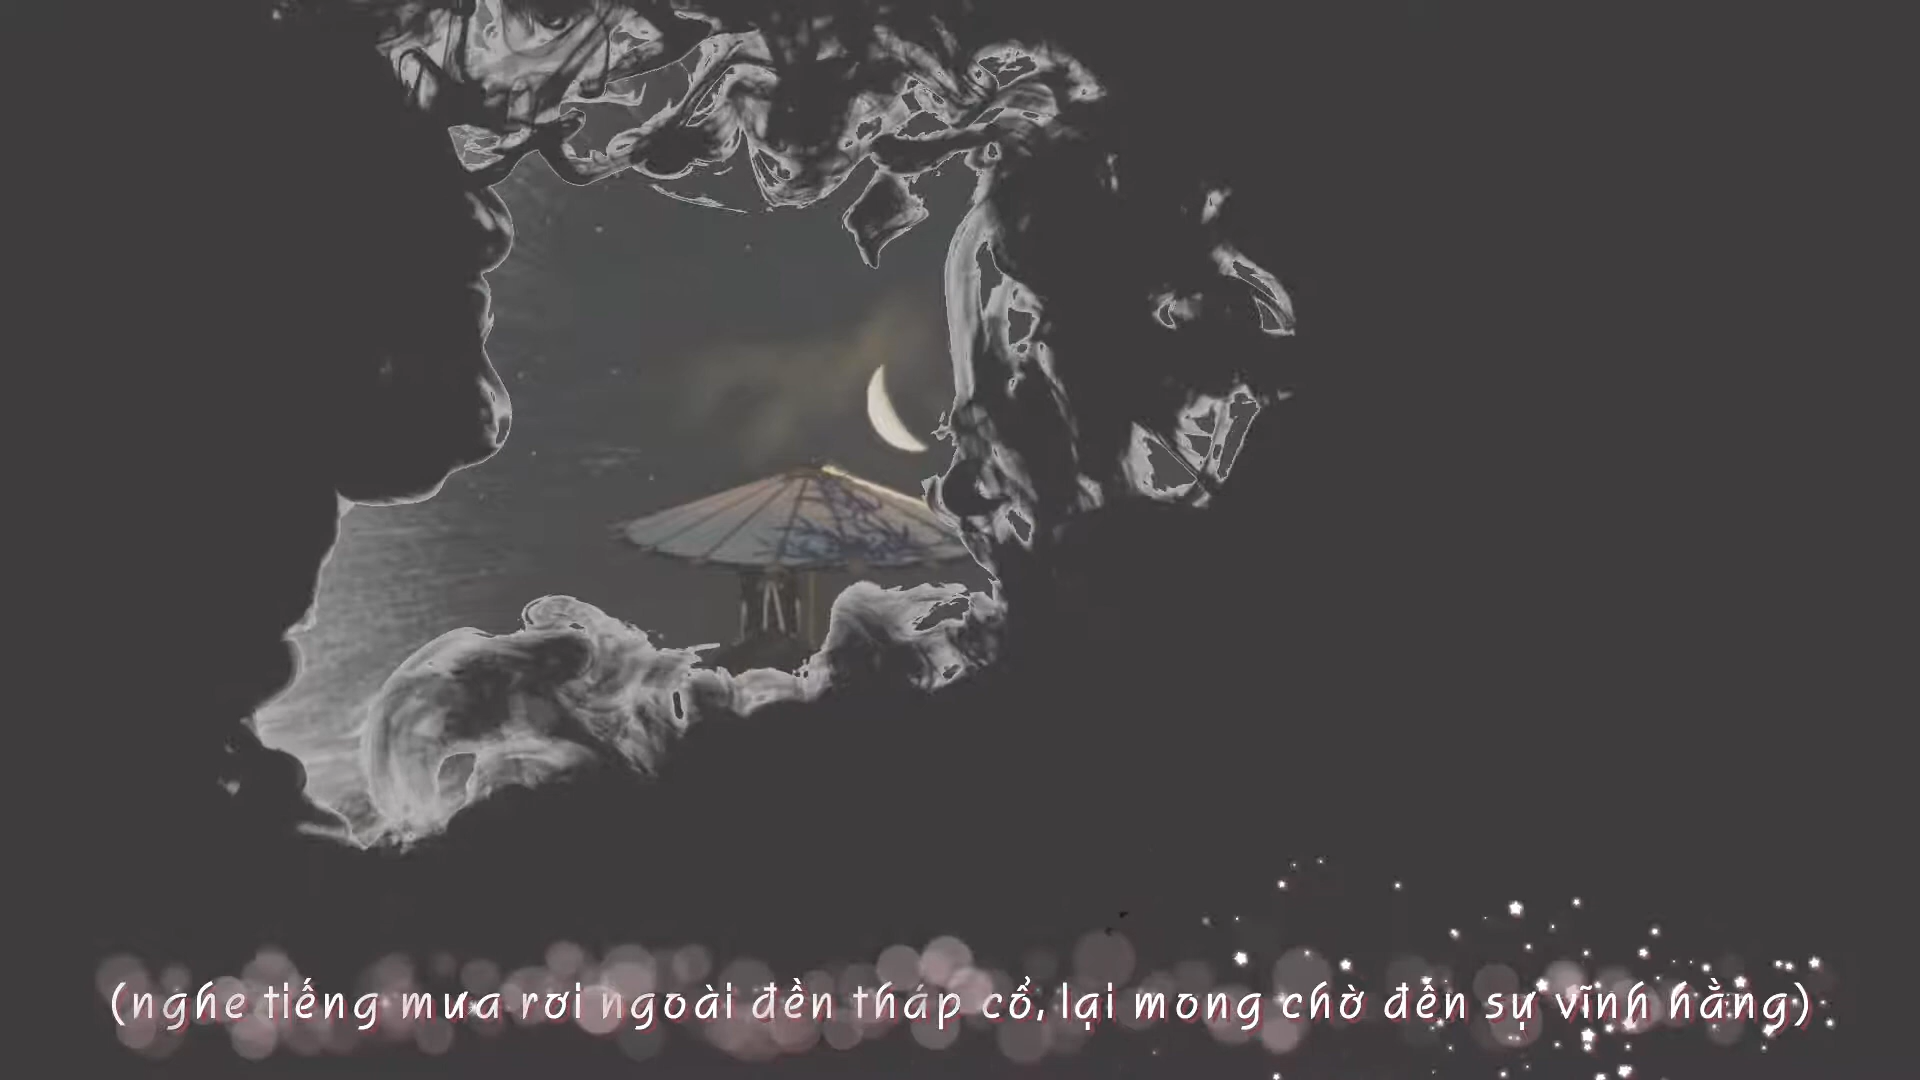 (nghe tiếng mưa rơi ngoài đền tháp cổ, lại mong chờ đến sự vĩnh hằng)